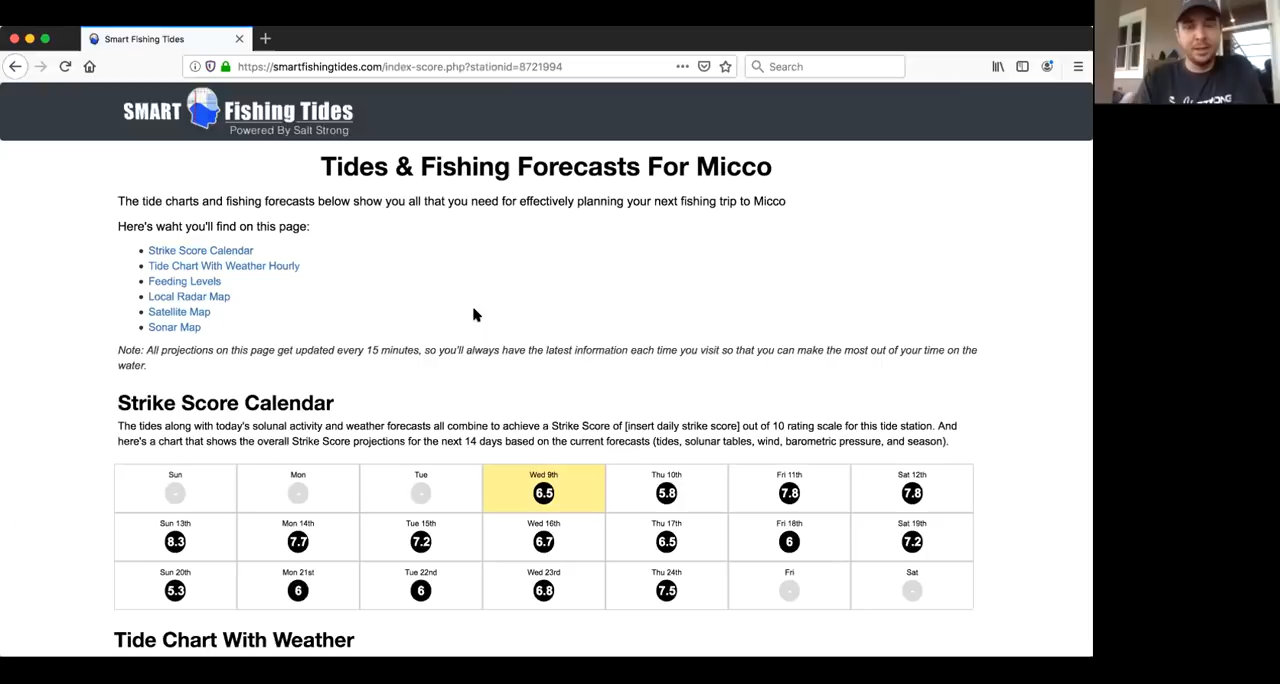 Smart Fishing Tides
https://smartfishingtides.com/index-score.php?stationid=8721994
Search
SMART Fishing Tides
Powered By Salt Strong
Tides & Fishing Forecasts For Micco
The tide charts and fishing forecasts below show you all that you need for effectively planning your next fishing trip to Micco
Here's waht you'll find on this page:
Strike Score Calendar
Tide Chart With Weather Hourly
Feeding Levels
Local Radar Map
Satellite Map
Sonar Map
Note: All projections on this page get updated every 15 minutes, so you'll always have the latest information each time you visit so that you can make the most out of your time on the
water.
Strike Score Calendar
The tides along with today's solunal activity and weather forecasts all combine to achieve a Strike Score of [insert daily strike score] out of 10 rating scale for this tide station. And
here's a chart that shows the overall Strike Score projections for the next 14 days based on the current forecasts (tides, solunar tables, wind, barometric pressure, and season).
Sun Mon Tue Wed 9th Thu 10th Fri 11th Sat 12th
- - - 6.5 5.8 7.8 7.8
Sun 13th Mon 14th Tue 15th Wed 16th Thu 17th Fri 18th Sat 19th
8.3 7.7 7.2 6.7 6.5 6 7.2
Sun 20th Mon 21st Tue 22nd Wed 23rd Thu 24th Fri Sat
5.3 6 6 6.8 7.5 - -
Tide Chart With Weather